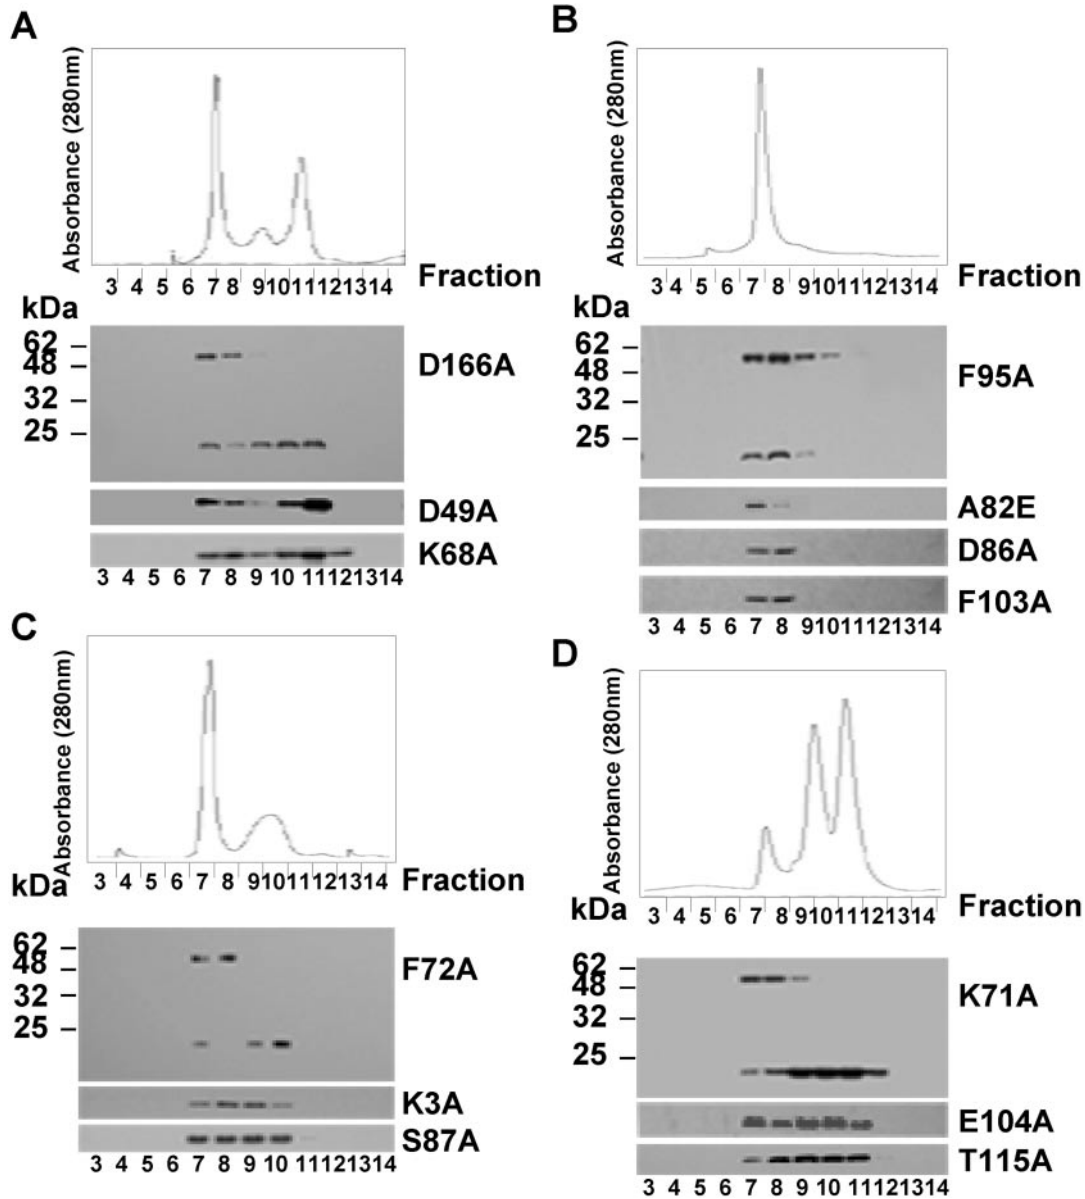 A
Absorbance (280nm)
3 4 5 6 7 8 9 10 11 12 13 14
Fraction
kDa
62
48
32
25
D166A
D49A
K68A
3 4 5 6 7 8 9 10 11 12 13 14
B
Absorbance (280nm)
3 4 5 6 7 8 9 10 11 12 13 14
Fraction
kDa
62
48
32
25
F95A
A82E
D86A
F103A
3 4 5 6 7 8 9 10 11 12 13 14
C
Absorbance (280nm)
3 4 5 6 7 8 9 10 11 12 13 14
Fraction
kDa
62
48
32
25
F72A
K3A
S87A
3 4 5 6 7 8 9 10 11 12 13 14
D
Absorbance (280nm)
3 4 5 6 7 8 9 10 11 12 13 14
Fraction
kDa
62
48
32
25
K71A
E104A
T115A
3 4 5 6 7 8 9 10 11 12 13 14